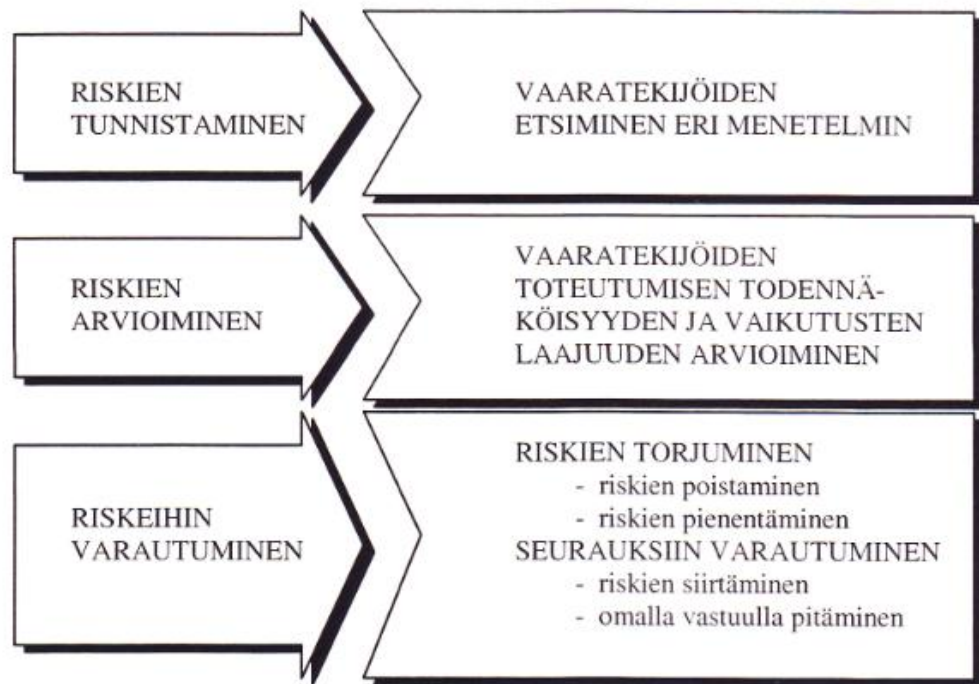 RISKIEN
TUNNISTAMINEN
VAARATEKIJÖIDEN
ETSIMINEN ERI MENETELMIN
RISKIEN
ARVIOIMINEN
VAARATEKIJÖIDEN
TOTEUTUMISEN TODENNÄ-
KÖISYYDEN JA VAIKUTUSTEN
LAAJUUDEN ARVIOIMINEN
RISKEIHIN
VARAUTUMINEN
RISKIEN TORJUMINEN
- riskien poistaminen
- riskien pienentäminen
SEURAUKSIIN VARAUTUMINEN
- riskien siirtäminen
- omalla vastuulla pitäminen